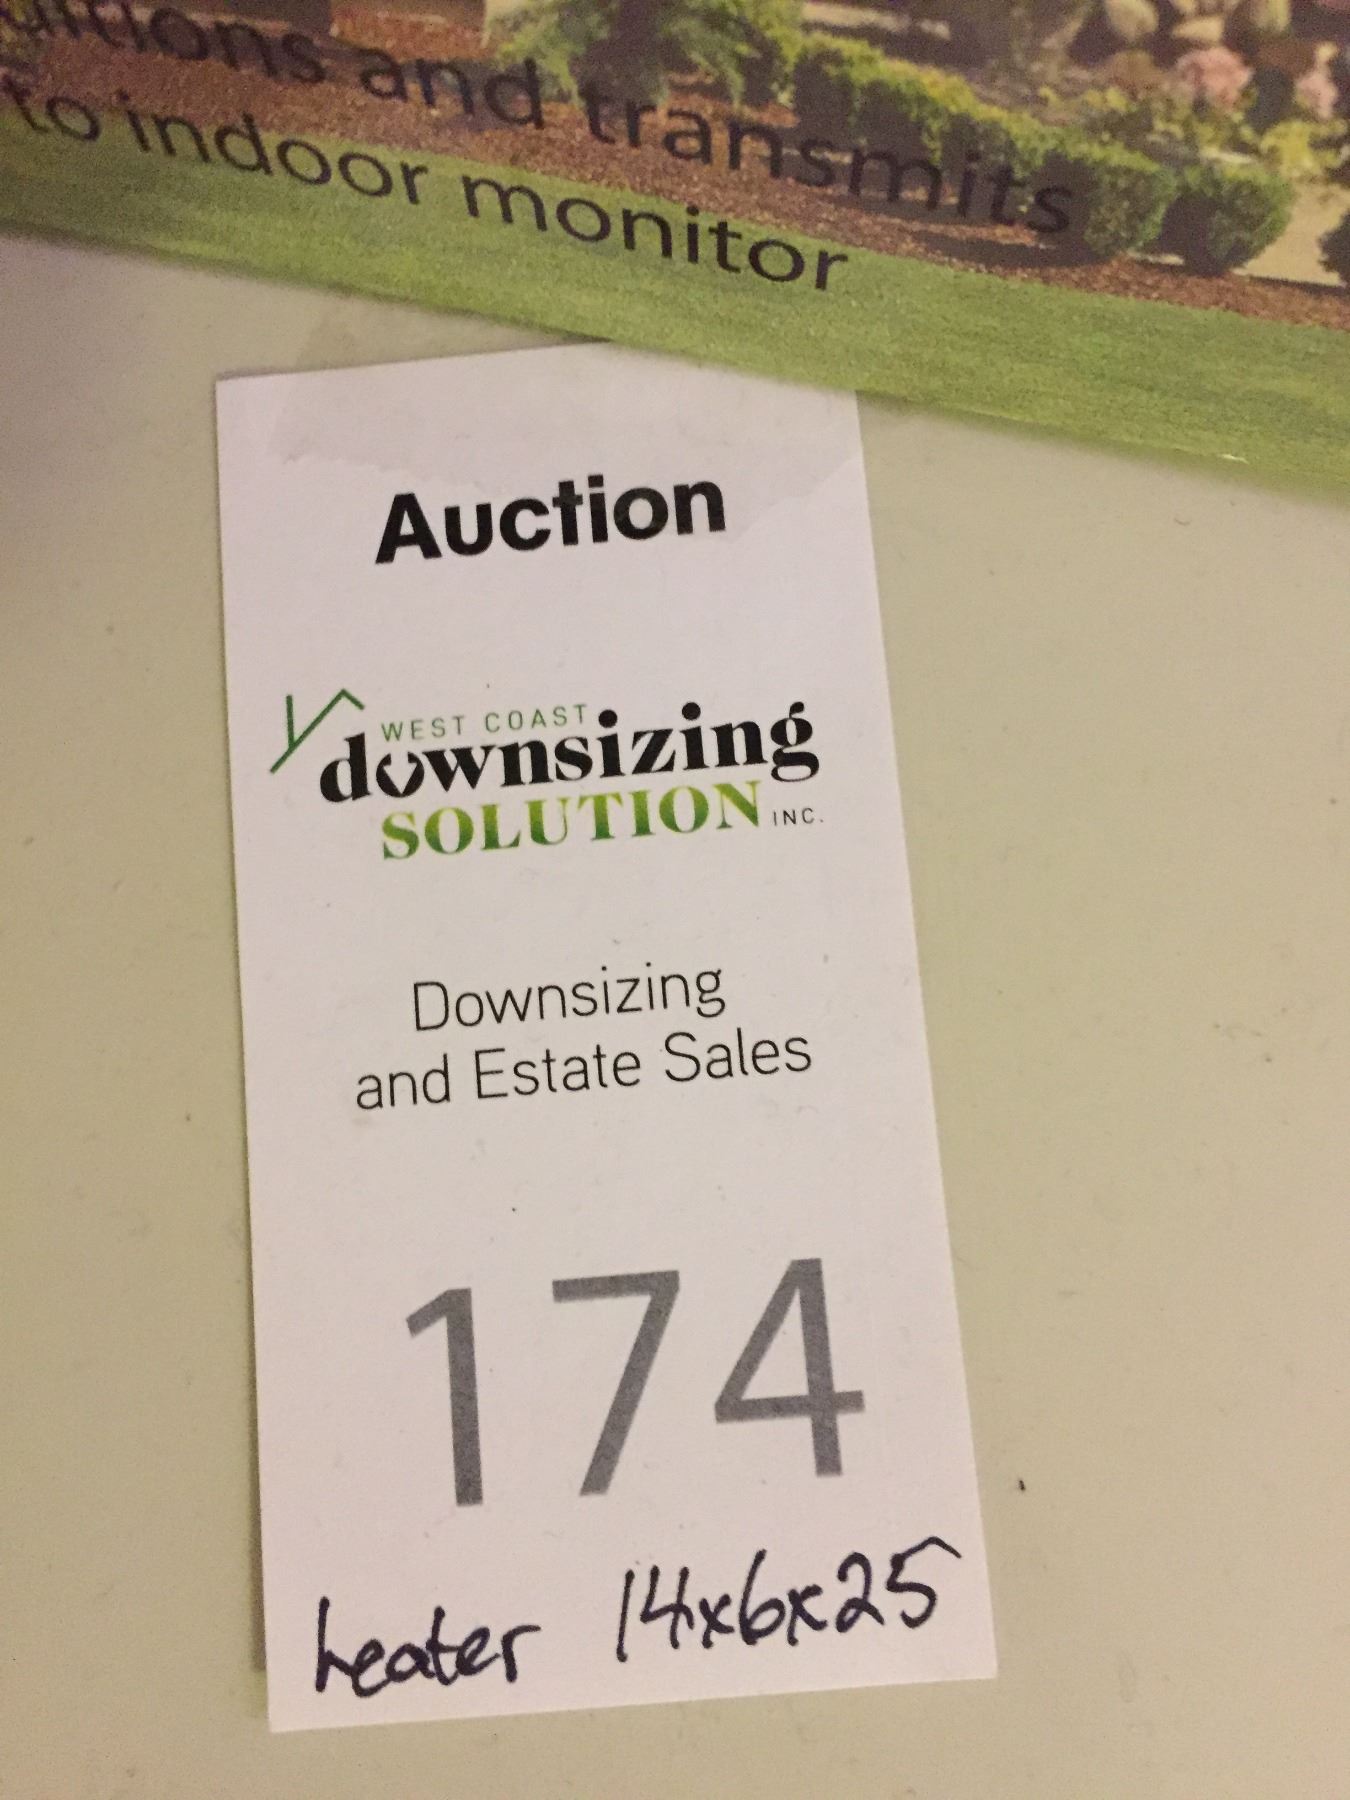 and transmits
to indoor monitor
Auction
WEST COAST
downsizing
SOLUTION INC.
Downsizing
and Estate Sales
174
heater 14x6x25